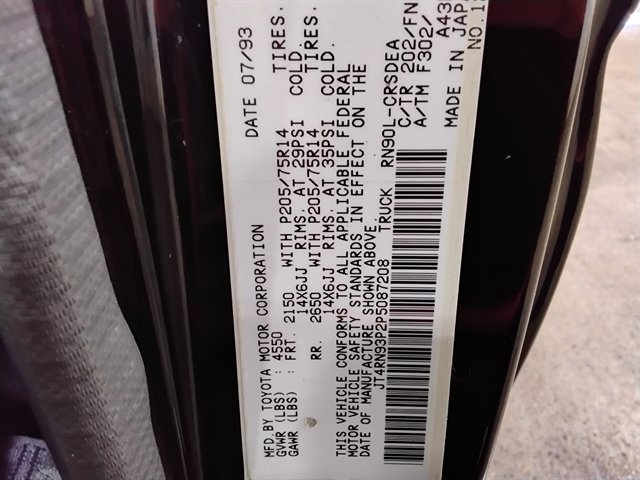 MFD. BY TOYOTA MOTOR CORPORATION DATE 07/93
GVWR (LBS) : 4550
GAWR (LBS) : FRT. 2150 WITH P205/75R14 TIRES.
14X6JJ RIMS. AT 29PSI COLD.
RR. 2650 WITH P205/75R14 TIRES.
14X6JJ RIMS. AT 35PSI COLD.
THIS VEHICLE CONFORMS TO ALL APPLICABLE FEDERAL
MOTOR VEHICLE SAFETY STANDARDS IN EFFECT ON THE
DATE OF MANUFACTURE SHOWN ABOVE.
JT4RN93P2P5087208 TRUCK RN90L-CRSDEA
C/TR 202/FN
A/TM F302/ A43
MADE IN JAP
NO.